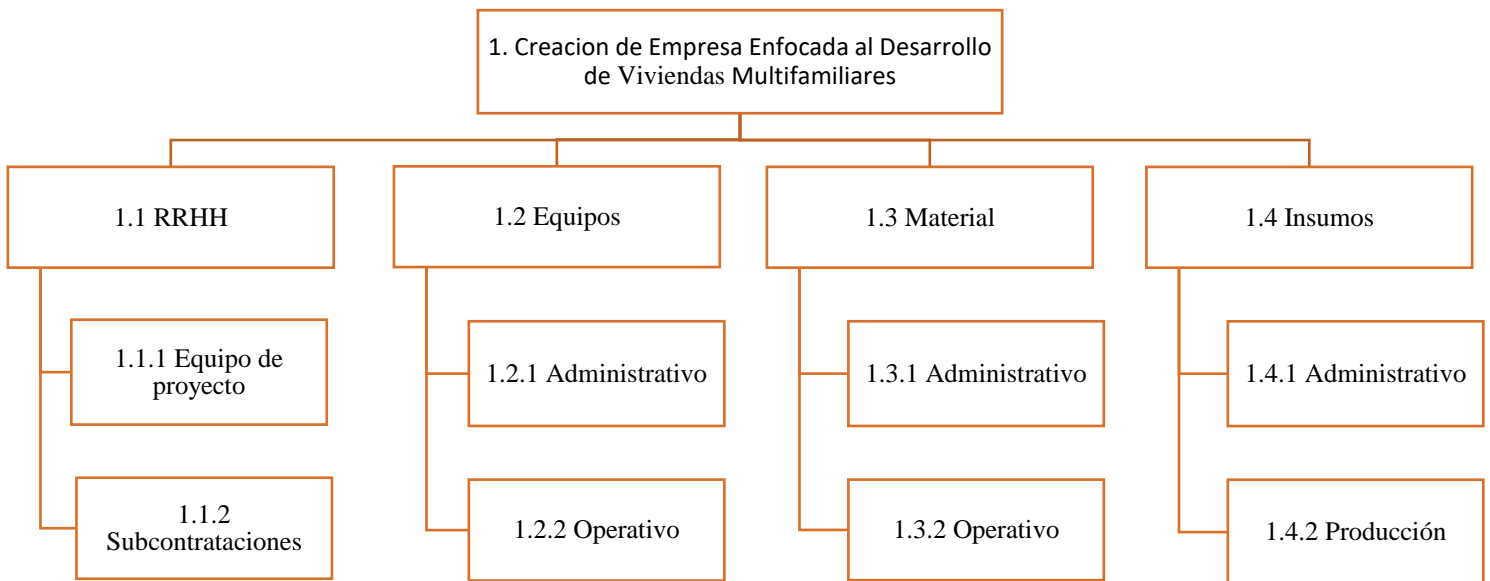 1. Creacion de Empresa Enfocada al Desarrollo
de Viviendas Multifamiliares
1.1 RRHH
1.2 Equipos
1.3 Material
1.4 Insumos
1.1.1 Equipo de
proyecto
1.2.1 Administrativo
1.3.1 Administrativo
1.4.1 Administrativo
1.1.2
Subcontrataciones
1.2.2 Operativo
1.3.2 Operativo
1.4.2 Producción